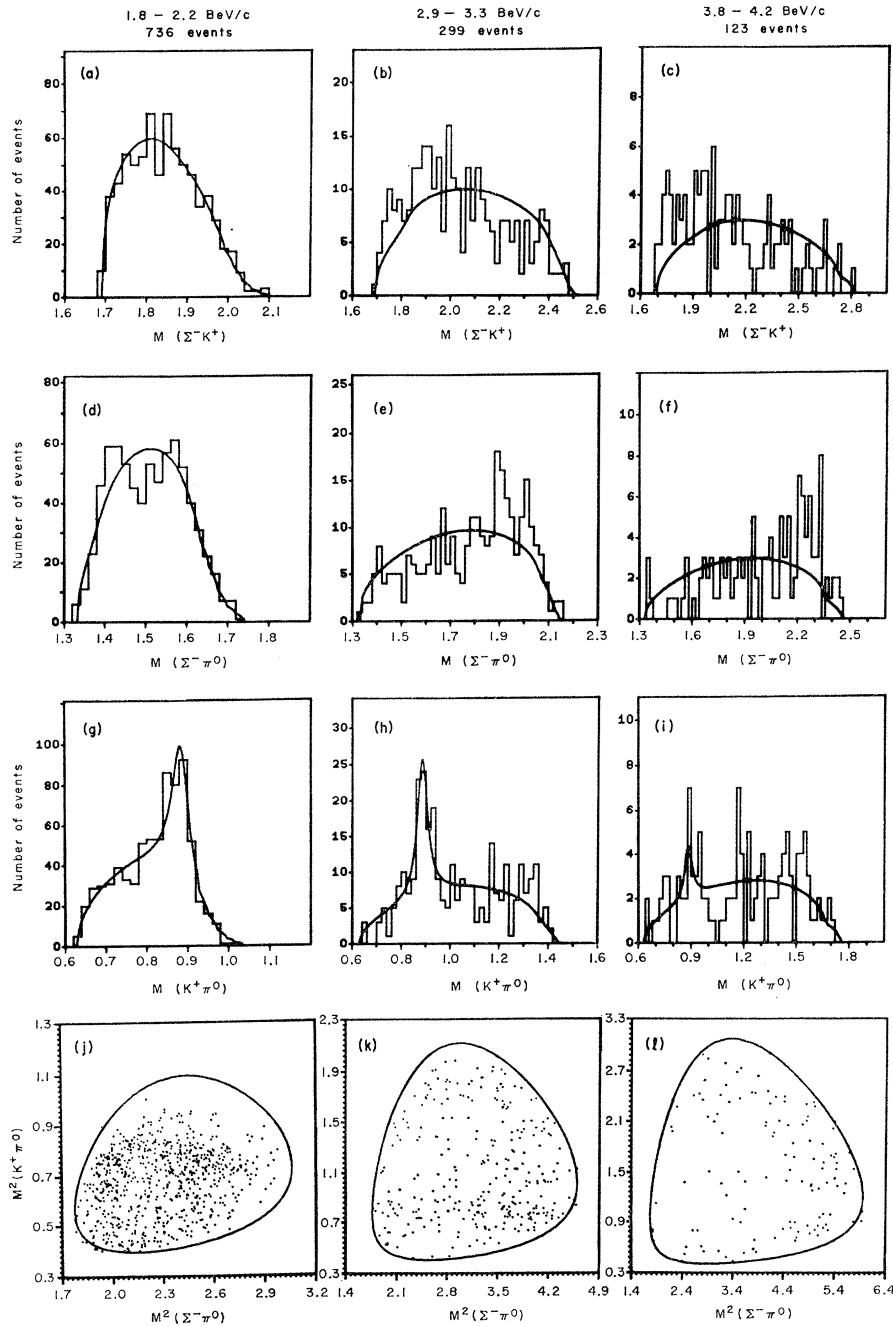 1.8 – 2.2 BeV/c
736 events
2.9 – 3.3 BeV/c
299 events
3.8 – 4.2 BeV/c
123 events
(a)
Number of events
80
60
40
20
0
1.6 1.7 1.8 1.9 2.0 2.1
M (Σ⁻K⁺)
(b)
20
15
10
5
0
1.6 1.8 2.0 2.2 2.4 2.6
M (Σ⁻K⁺)
(c)
8
6
4
2
0
1.6 1.9 2.2 2.5 2.8
M (Σ⁻K⁺)
(d)
Number of events
80
60
40
20
0
1.3 1.4 1.5 1.6 1.7 1.8
M (Σ⁻π⁰)
(e)
25
20
15
10
5
0
1.3 1.5 1.7 1.9 2.1 2.3
M (Σ⁻π⁰)
(f)
12
10
8
6
4
2
0
1.3 1.6 1.9 2.2 2.5
M (Σ⁻π⁰)
(g)
Number of events
100
80
60
40
20
0
0.6 0.7 0.8 0.9 1.0 1.1
M (K⁺π⁰)
(h)
30
25
20
15
10
5
0
0.6 0.8 1.0 1.2 1.4 1.6
M (K⁺π⁰)
(i)
10
8
6
4
2
0
0.6 0.9 1.2 1.5 1.8
M (K⁺π⁰)
(j)
M²(K⁺π⁰)
1.3
1.1
0.9
0.7
0.5
0.3
1.7 2.0 2.3 2.6 2.9 3.2
M²(Σ⁻π⁰)
(k)
2.3
1.9
1.5
1.1
0.7
0.3
1.4 2.1 2.8 3.5 4.2 4.9
M²(Σ⁻π⁰)
(l)
3.3
2.7
2.1
1.5
0.9
0.3
1.4 2.4 3.4 4.4 5.4 6.4
M²(Σ⁻π⁰)